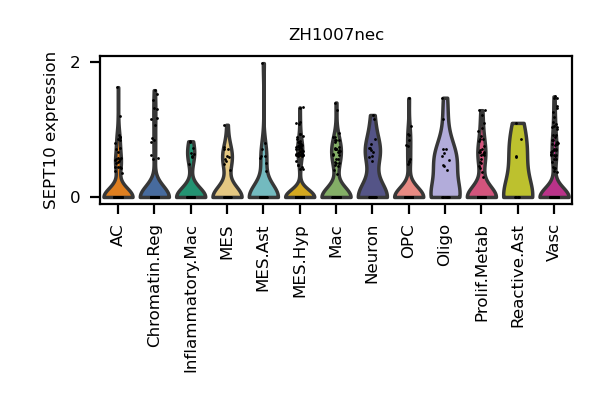 ZH1007nec
SEPT10 expression
2
0
AC
Chromatin.Reg
Inflammatory.Mac
MES
MES.Ast
MES.Hyp
Mac
Neuron
OPC
Oligo
Prolif.Metab
Reactive.Ast
Vasc